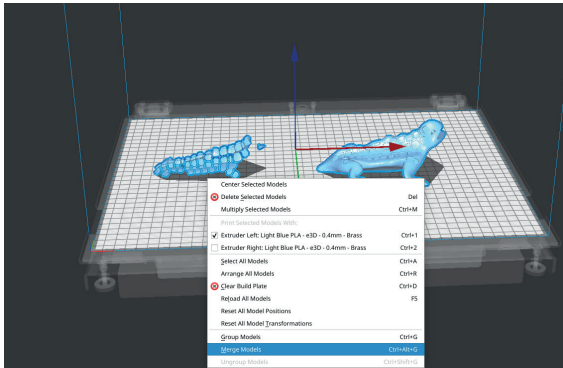 Center Selected Models
Delete Selected Models Del
Multiply Selected Models Ctrl+M
Print Selected Models With:
Extruder Left: Light Blue PLA - e3D - 0.4mm - Brass Ctrl+1
Extruder Right: Light Blue PLA - e3D - 0.4mm - Brass Ctrl+2
Select All Models Ctrl+A
Arrange All Models Ctrl+R
Clear Build Plate Ctrl+D
Reload All Models F5
Reset All Model Positions
Reset All Model Transformations
Group Models Ctrl+G
Merge Models Ctrl+Alt+G
Ungroup Models Ctrl+Shift+G